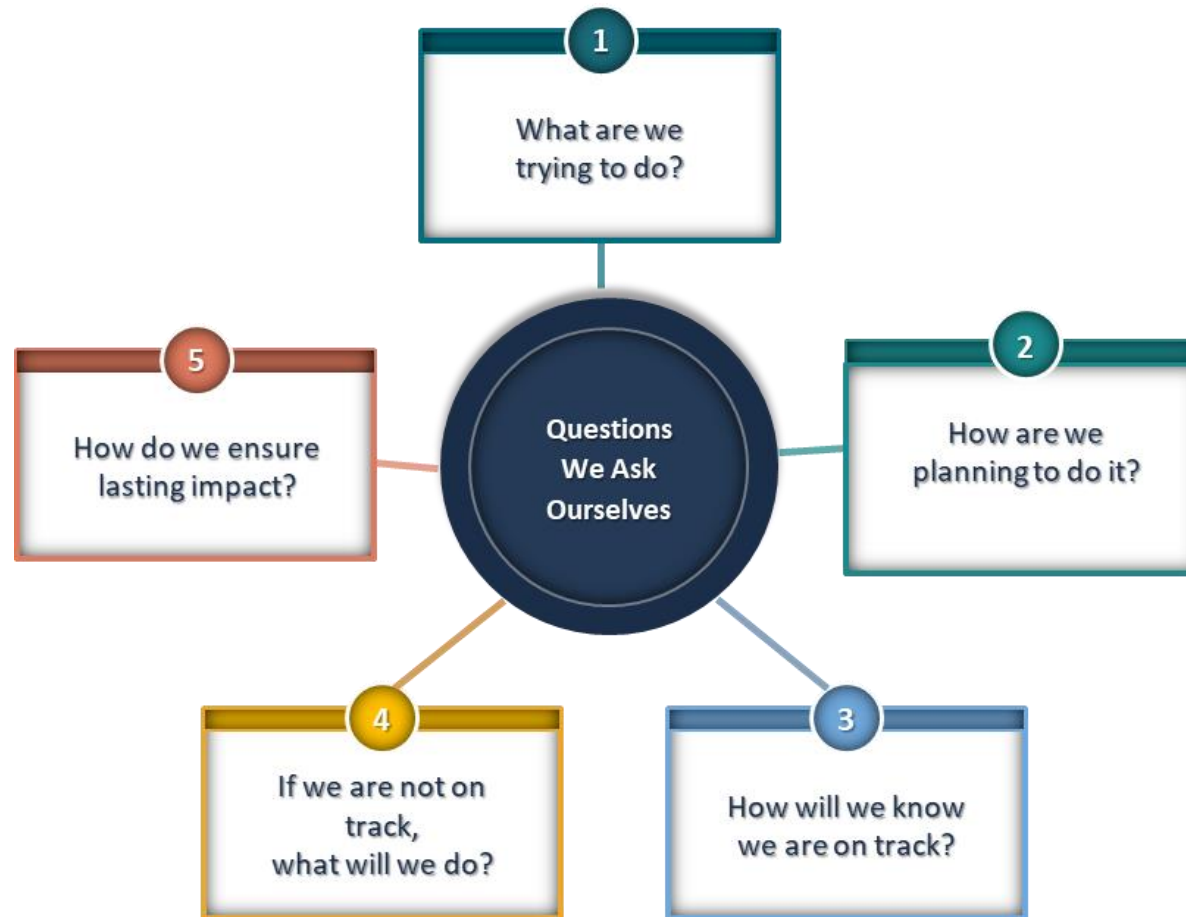 1
What are we
trying to do?
2
How are we
planning to do it?
3
How will we know
we are on track?
4
If we are not on
track,
what will we do?
5
How do we ensure
lasting impact?
Questions
We Ask
Ourselves